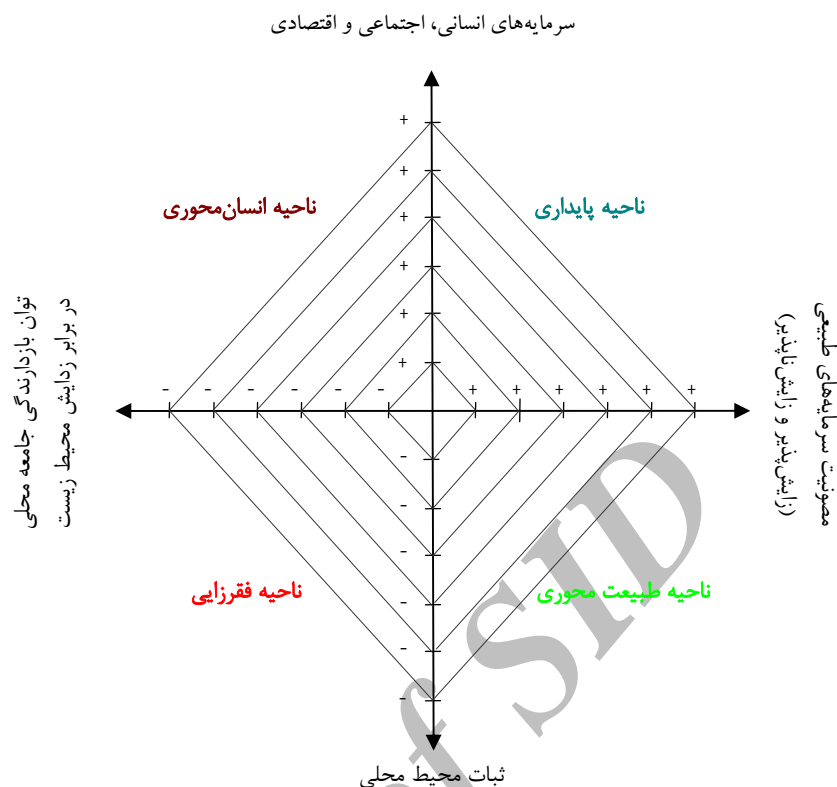 سرمایه‌های انسانی، اجتماعی و اقتصادی
+
+
ناحیه پایداری
ناحیه انسان‌محوری
+
+
+
+
مصونیت سرمایه‌های طبیعی
(زایش‌پذیر و زایش‌ناپذیر)
توان بازدارندگی جامعه محلی
در برابر زدایش محیط زیست
- - - - - - + + + + + +
-
-
-
ناحیه طبیعت محوری
ناحیه فقرزایی
-
-
-
ثبات محیط محلی
of SID